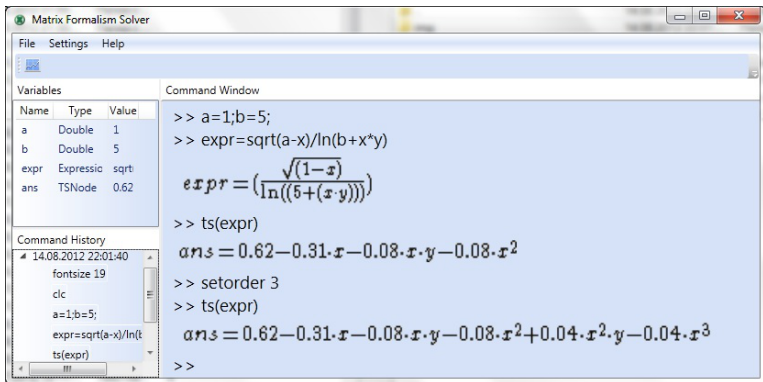 Matrix Formalism Solver
File Settings Help
Variables
Name Type Value
a Double 1
b Double 5
expr Expressio sqrt
ans TSNode 0.62
Command History
14.08.2012 22:01:40
fontsize 19
clc
a=1;b=5;
expr=sqrt(a-x)/ln(b
ts(expr)
Command Window
>> a=1;b=5;
>> expr=sqrt(a-x)/ln(b+x*y)
expr=(√(1−x)/ln((5+(x·y))))
>> ts(expr)
ans=0.62−0.31·x−0.08·x·y−0.08·x²
>> setorder 3
>> ts(expr)
ans=0.62−0.31·x−0.08·x·y−0.08·x²+0.04·x²·y−0.04·x³
>>